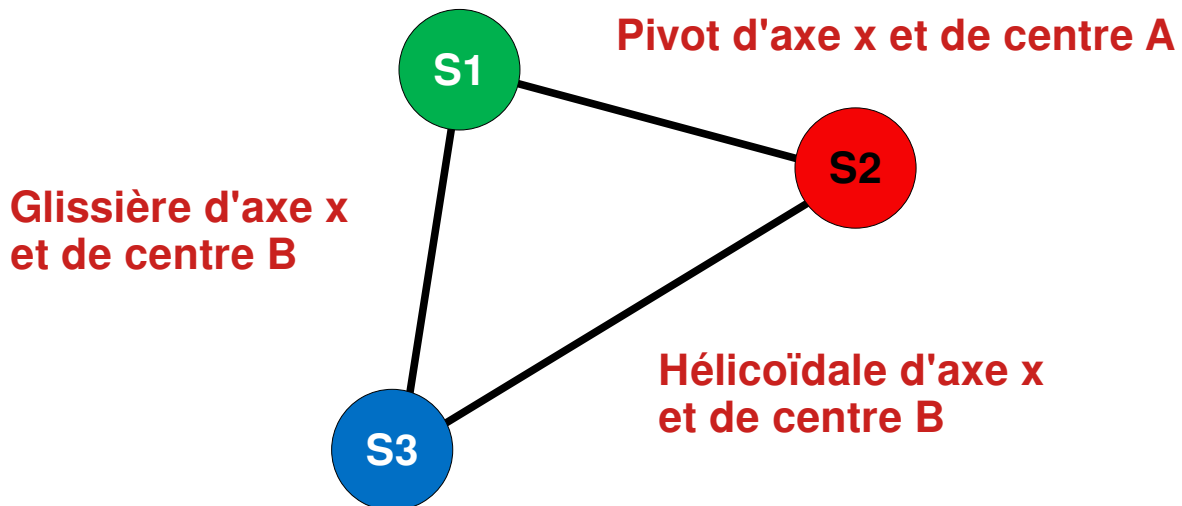 S1
Pivot d'axe x et de centre A
S2
Glissière d'axe x
et de centre B
Hélicoïdale d'axe x
et de centre B
S3